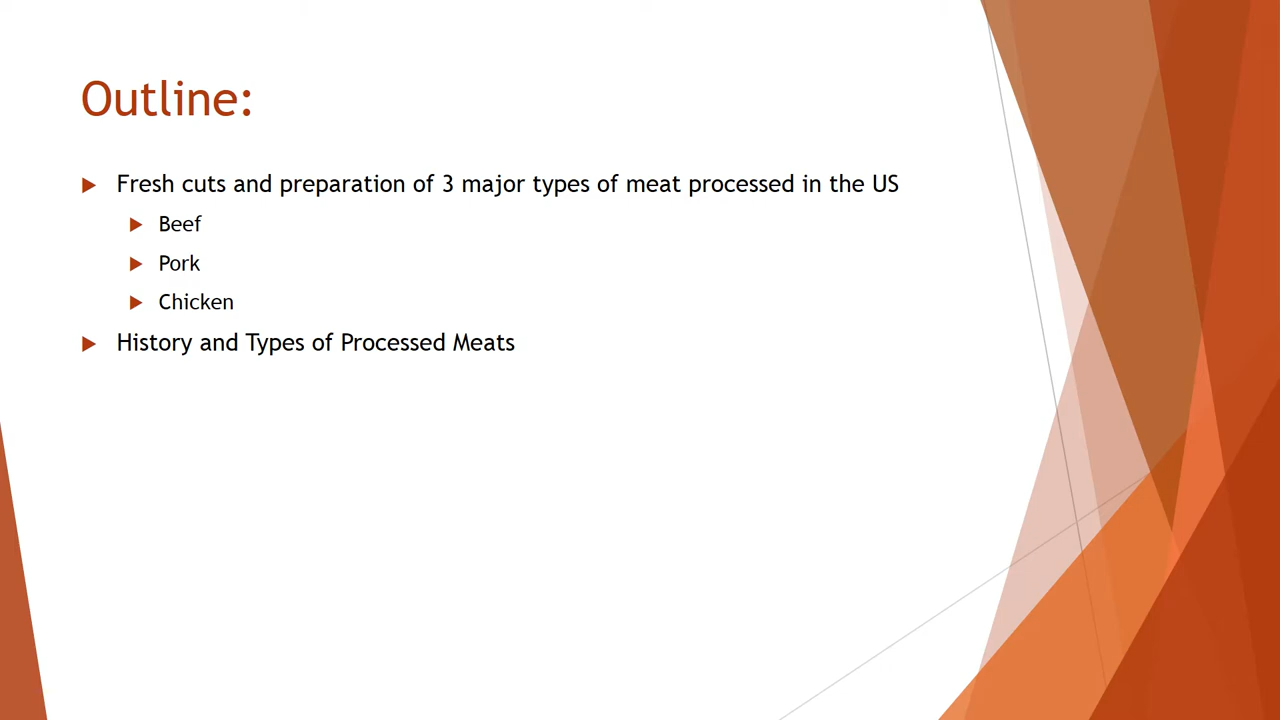 Outline:
Fresh cuts and preparation of 3 major types of meat processed in the US
Beef
Pork
Chicken
History and Types of Processed Meats